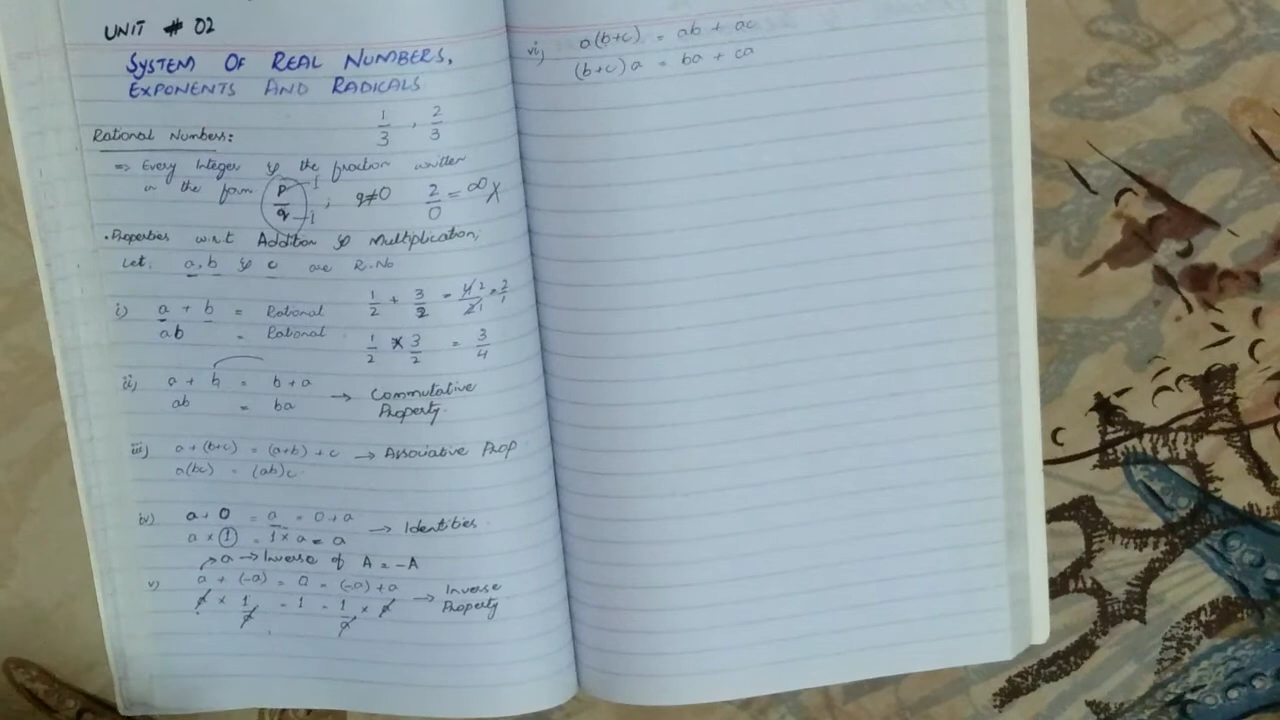 UNIT # 02
SYSTEM OF REAL NUMBERS,
EXPONENTS AND RADICALS
1/3 , 2/3
Rational Numbers:
⇒ Every Integer & the fraction written
in the form p/q ; q≠0 2/0 = ∞ X
• Properties w.r.t Addition & Multiplication,
Let, a, b & c are R.No
i) a + b = Rational 1/2 + 3/2 = 4 2/2 1 = 2/1
ab = Rational 1/2 × 3/2 = 3/4
ii) a + b = b + a → Commutative
ab = ba Property.
iii) a + (b+c) = (a+b) + c → Associative Prop
a(bc) = (ab)c
iv) a + 0 = a = 0 + a → Identities.
a × 1 = 1 × a = a
a → Inverse of A = -A
v) a + (-a) = 0 = (-a) + a → Inverse
a × 1/a = 1 = 1/a × a Property
vi) a(b+c) = ab + ac
(b+c)a = ba + ca